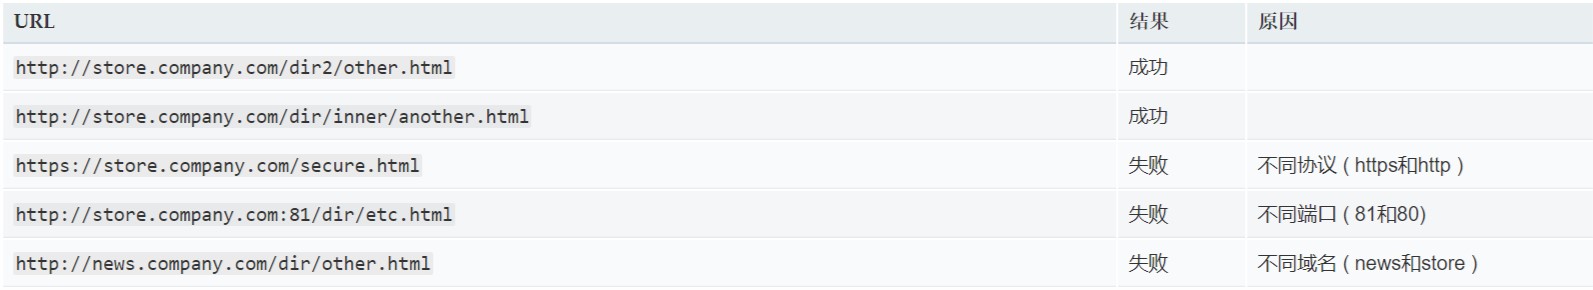 URL 结果 原因
http://store.company.com/dir2/other.html 成功
http://store.company.com/dir/inner/another.html 成功
https://store.company.com/secure.html 失败 不同协议 ( https和http )
http://store.company.com:81/dir/etc.html 失败 不同端口 ( 81和80)
http://news.company.com/dir/other.html 失败 不同域名 ( news和store )